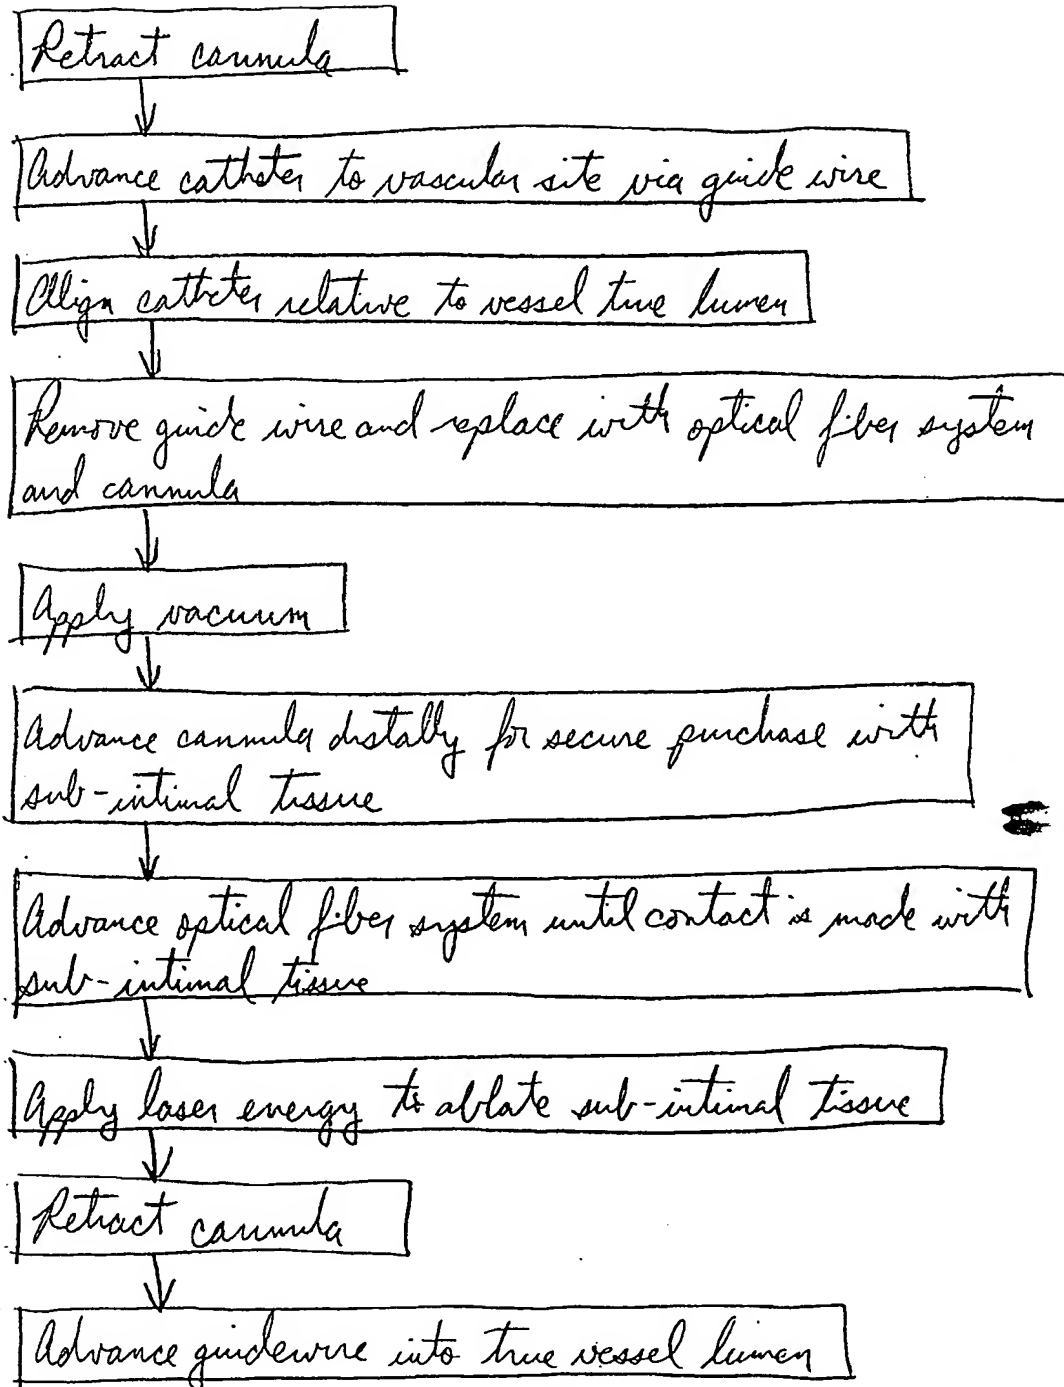 Retract cannula
Advance catheter to vascular site via guide wire
Align catheter relative to vessel true lumen
Remove guide wire and replace with optical fiber system
and cannula
Apply vacuum
Advance cannula distally for secure purchase with
sub-intimal tissue
Advance optical fiber system until contact is made with
sub-intimal tissue
Apply laser energy to ablate sub-intimal tissue
Retract cannula
Advance guidewire into true vessel lumen